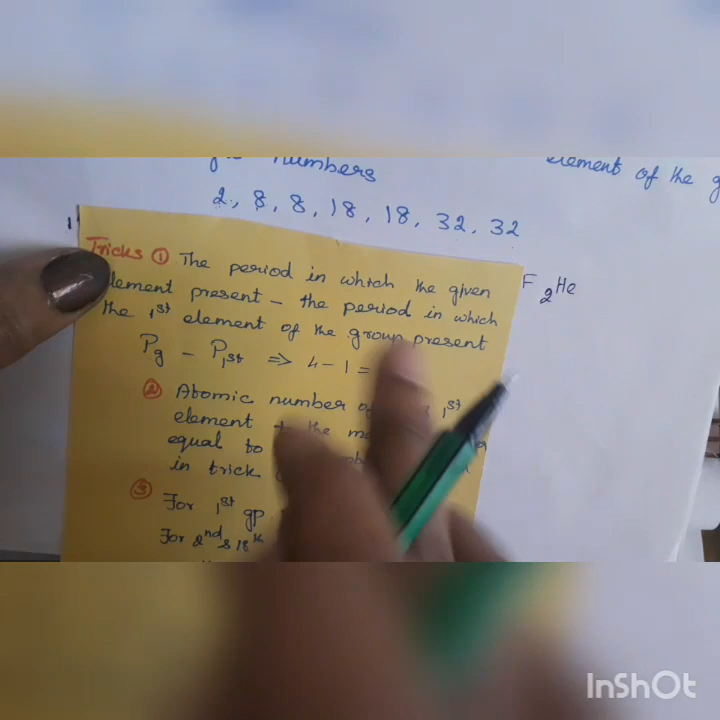 numbers
element of the g
2, 8, 8, 18, 18, 32, 32
Tricks ① The period in which the given
element present - the period in which
the 1st element of the group present
Pg - P1st ⇒ 4 - 1 =
② Atomic number 1st
element the
equal to
in trick
③ For 1st gp
For 2nd & 18th
F 2He
InShOt